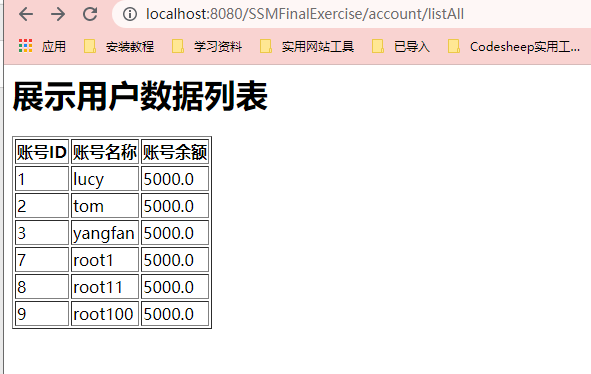 localhost:8080/SSMFinalExercise/account/listAll
应用 安装教程 学习资料 实用网站工具 已导入 Codesheep实用工...
展示用户数据列表
账号ID 账号名称 账号余额
1 lucy 5000.0
2 tom 5000.0
3 yangfan 5000.0
7 root1 5000.0
8 root11 5000.0
9 root100 5000.0